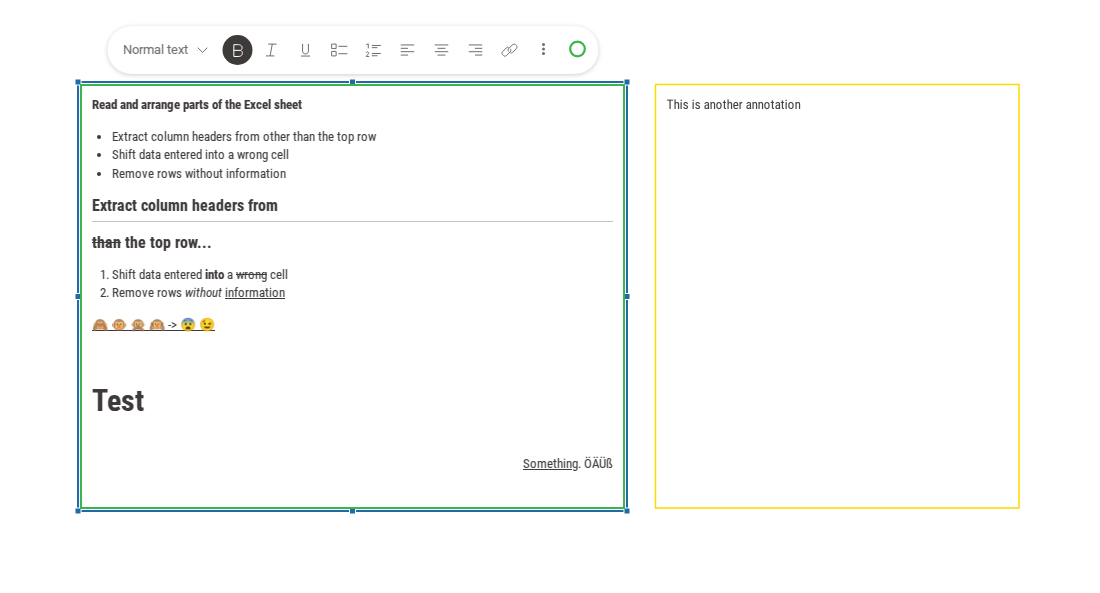 Normal text
Read and arrange parts of the Excel sheet
• Extract column headers from other than the top row
• Shift data entered into a wrong cell
• Remove rows without information
Extract column headers from
than the top row...
1. Shift data entered into a wrong cell
2. Remove rows without information
🙈 🐵 🙊 🙉 -> 😨 😉
Test
Something. ÖÄÜß
This is another annotation